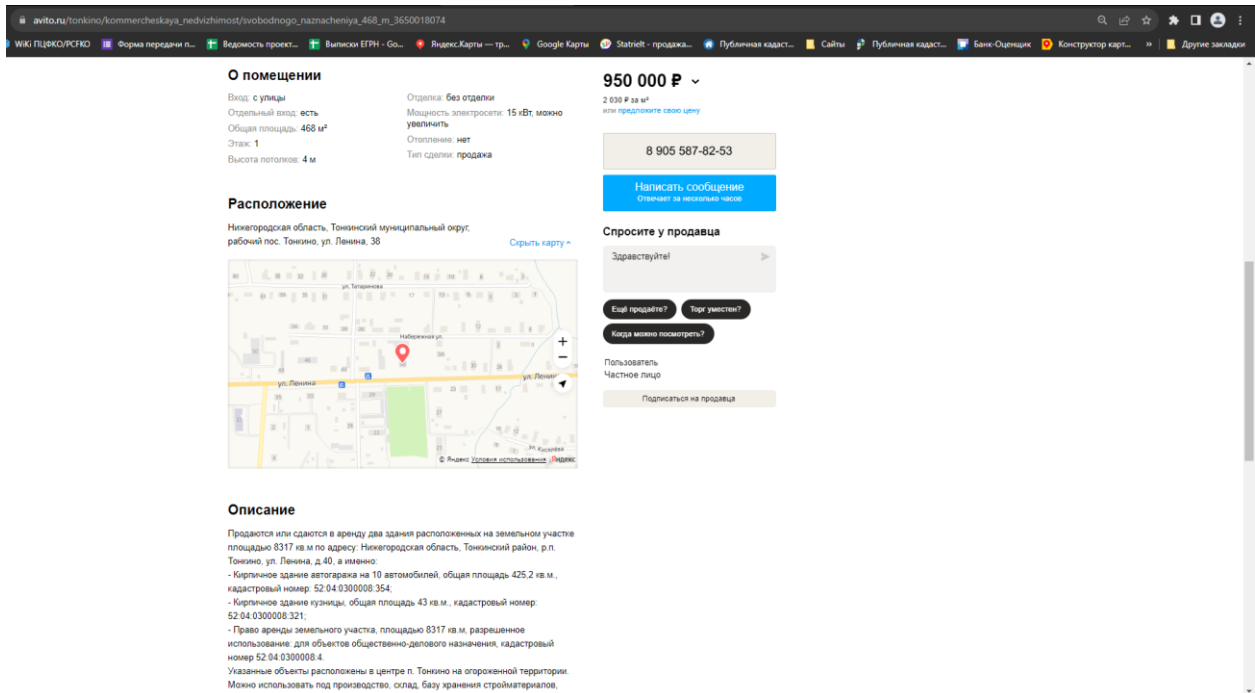 avito.ru/tonkino/kommercheskaya_nedvizhimost/svobodnogo_naznacheniya_468_m_3650018074
WiKi ПЦФКО/РСFКО Форма передачи п... Ведомость проект... Выписки ЕГРН - Go... Яндекс.Карты — тр... Google Карты Statrielt - продажа... Публичная кадаст... Сайты Публичная кадаст... Банк-Оценщик Конструктор карт... » Другие закладки
О помещении
Вход: с улицы
Отдельный вход: есть
Общая площадь: 468 м²
Этаж: 1
Высота потолков: 4 м
Отделка: без отделки
Мощность электросети: 15 кВт, можно
увеличить
Отопление: нет
Тип сделки: продажа
950 000 ₽
2 030 ₽ за м²
или предложите свою цену
8 905 587-82-53
Написать сообщение
Отвечает за несколько часов
Расположение
Нижегородская область, Тонкинский муниципальный округ,
рабочий пос. Тонкино, ул. Ленина, 38
Скрыть карту
ул. Татаринова
Набережная ул.
ул. Ленина
ул. Ленин
ул. Киселёва
© Яндекс Условия использования Яндекс
Спросите у продавца
Здравствуйте!
Ещё продаёте? Торг уместен?
Когда можно посмотреть?
Пользователь
Частное лицо
Подписаться на продавца
Описание
Продаются или сдаются в аренду два здания расположенных на земельном участке
площадью 8317 кв.м по адресу: Нижегородская область, Тонкинский район, р.п.
Тонкино, ул. Ленина, д.40, а именно:
- Кирпичное здание автогаража на 10 автомобилей, общая площадь 425,2 кв.м.,
кадастровый номер: 52:04:0300008:354;
- Кирпичное здание кузницы, общая площадь 43 кв.м., кадастровый номер:
52:04:0300008:321;
- Право аренды земельного участка, площадью 8317 кв.м, разрешенное
использование: для объектов общественно-делового назначения, кадастровый
номер 52:04:0300008:4.
Указанные объекты расположены в центре п. Тонкино на огороженной территории.
Можно использовать под производство, склад, базу хранения стройматериалов,